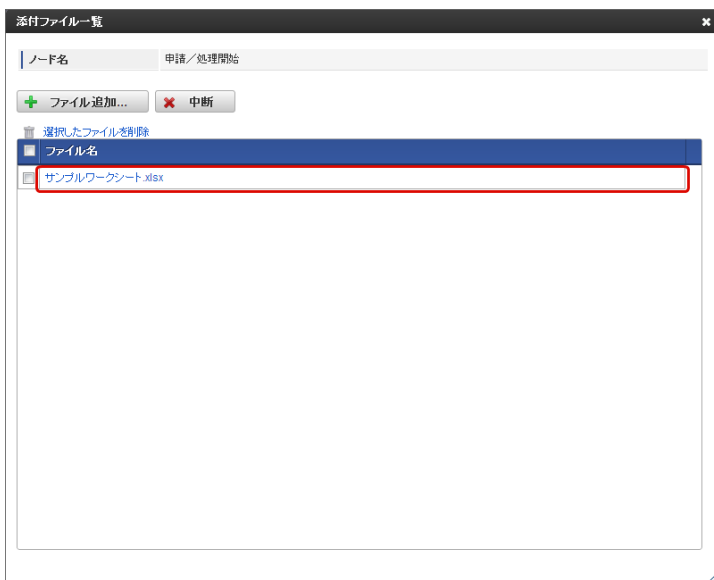 添付ファイル一覧
ノード名 申請／処理開始
ファイル追加... 中断
選択したファイルを削除
ファイル名
サンプルワークシート.xlsx